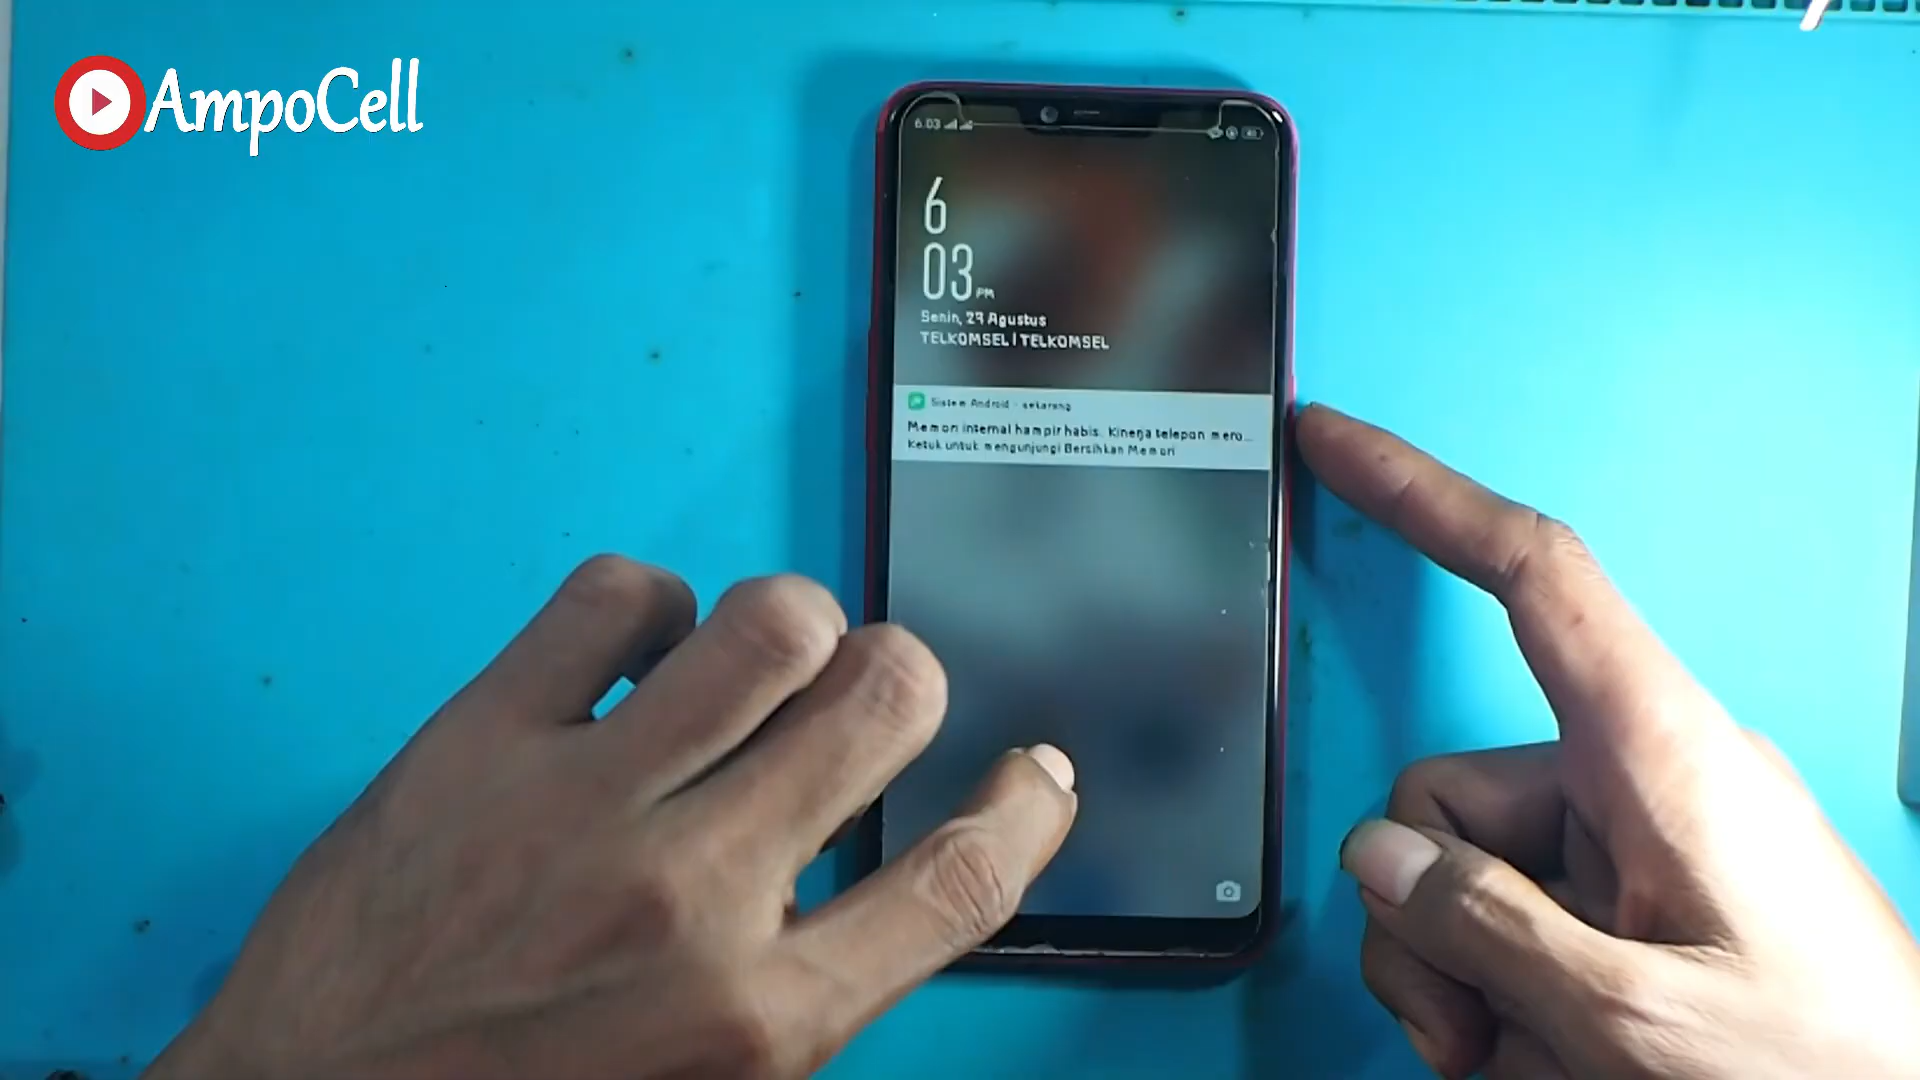 AmpoCell
6.03
6
03 PM
Senin, 23 Agustus
TELKOMSEL | TELKOMSEL
Sistem Android · sekarang
Memori internal hampir habis. Kinerja telepon mero...
Ketuk untuk mengunjungi Bersihkan Memori